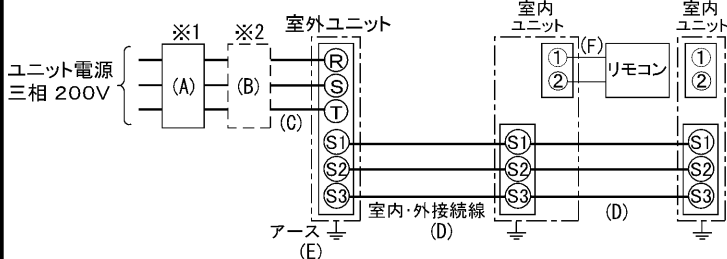 ※1
※2
室外ユニット
室内
ユニット
室内
ユニット
ユニット電源
三相 200V
(A)
(B)
(C)
R
S
T
①
②
(F)
リモコン
①
②
S1
S2
S3
S1
S2
S3
S1
S2
S3
室内・外接続線
(D)
(D)
アース
(E)